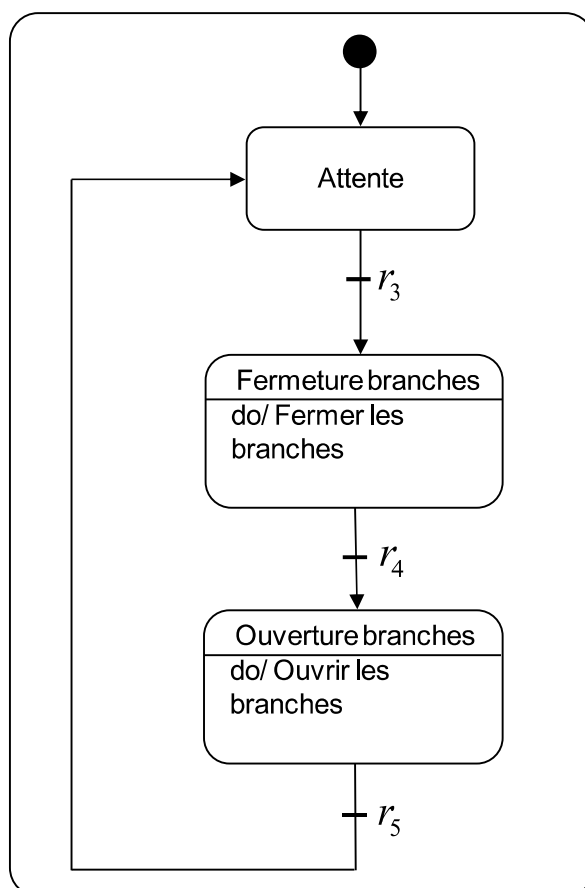 Attente
r3
Fermeture branches
do/ Fermer les
branches
r4
Ouverture branches
do/ Ouvrir les
branches
r5